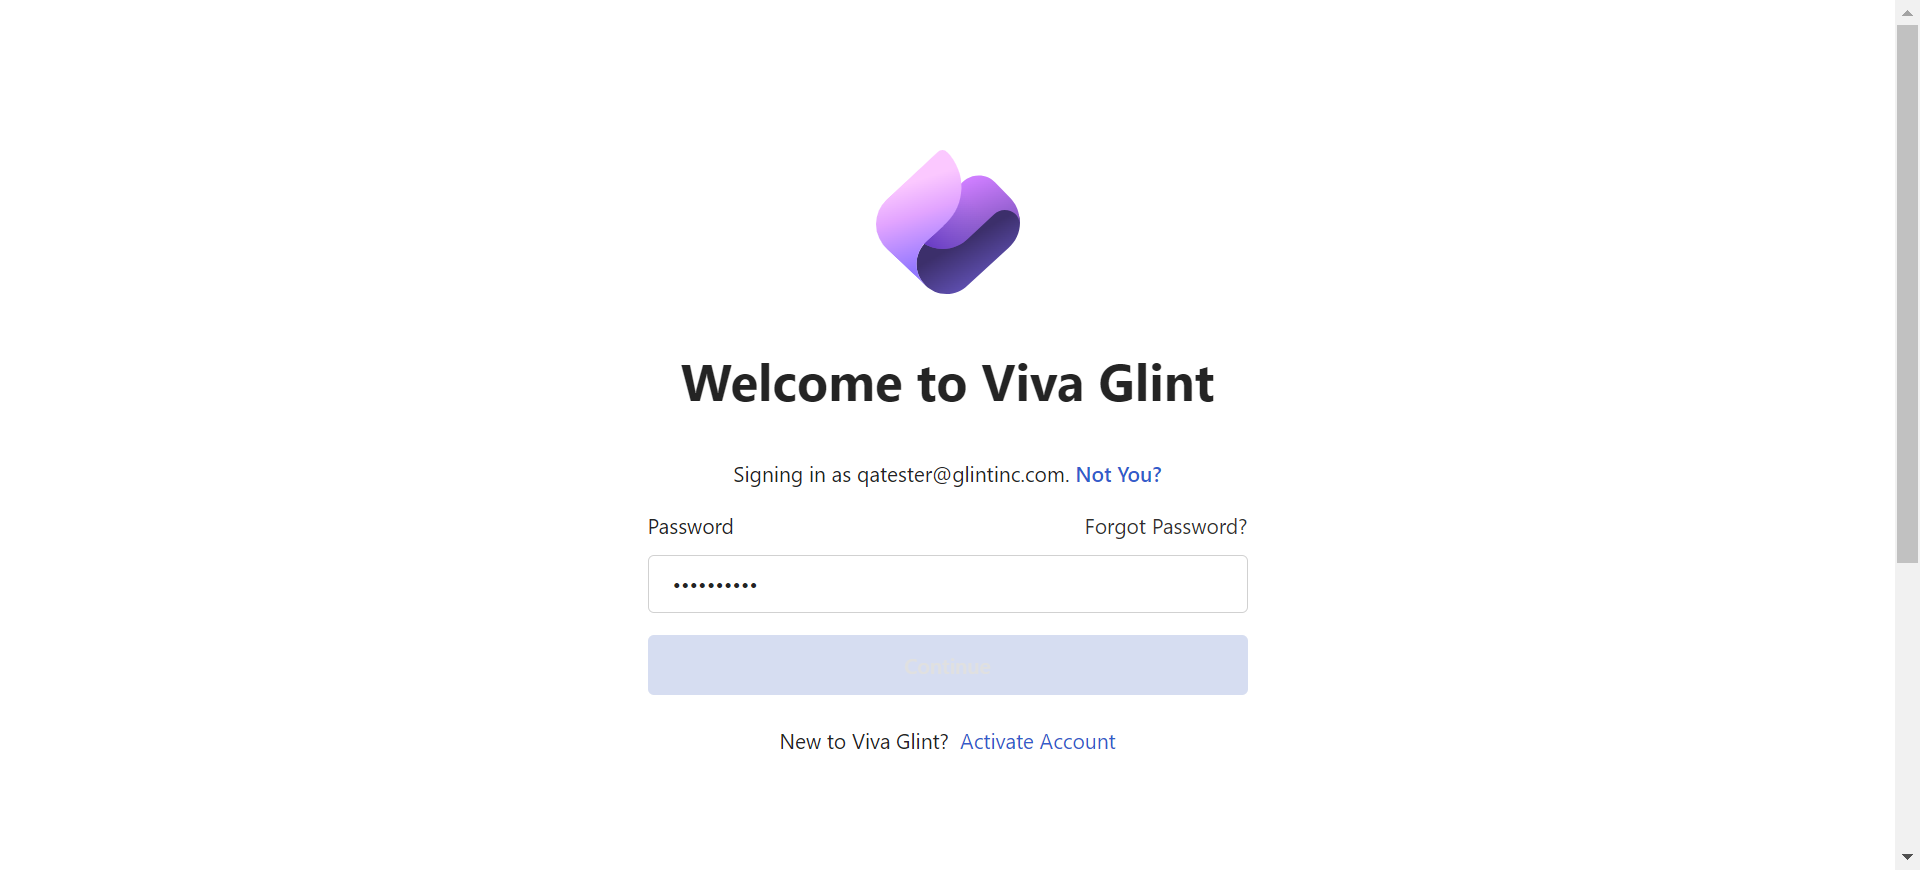 Welcome to Viva Glint
Signing in as qatester@glintinc.com. Not You?
Password Forgot Password?
••••••••••
Continue
New to Viva Glint? Activate Account